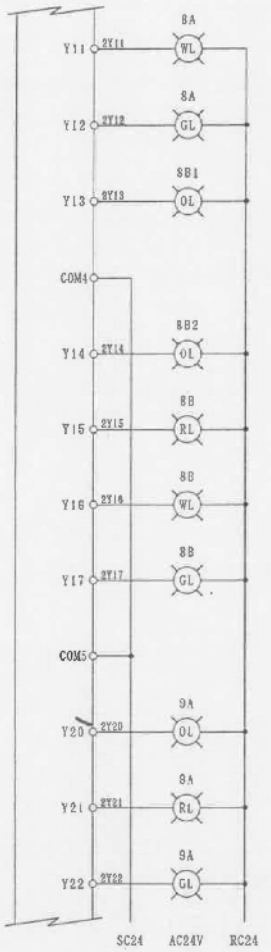 8A
Y11 2Y11 WL
8A
Y12 2Y12 GL
8B1
Y13 2Y13 OL
COM4
8B2
Y14 2Y14 OL
8B
Y15 2Y15 RL
8B
Y16 2Y16 WL
8B
Y17 2Y17 GL
COM5
9A
Y20 2Y20 OL
9A
Y21 2Y21 RL
9A
Y22 2Y22 GL
SC24 AC24V RC24